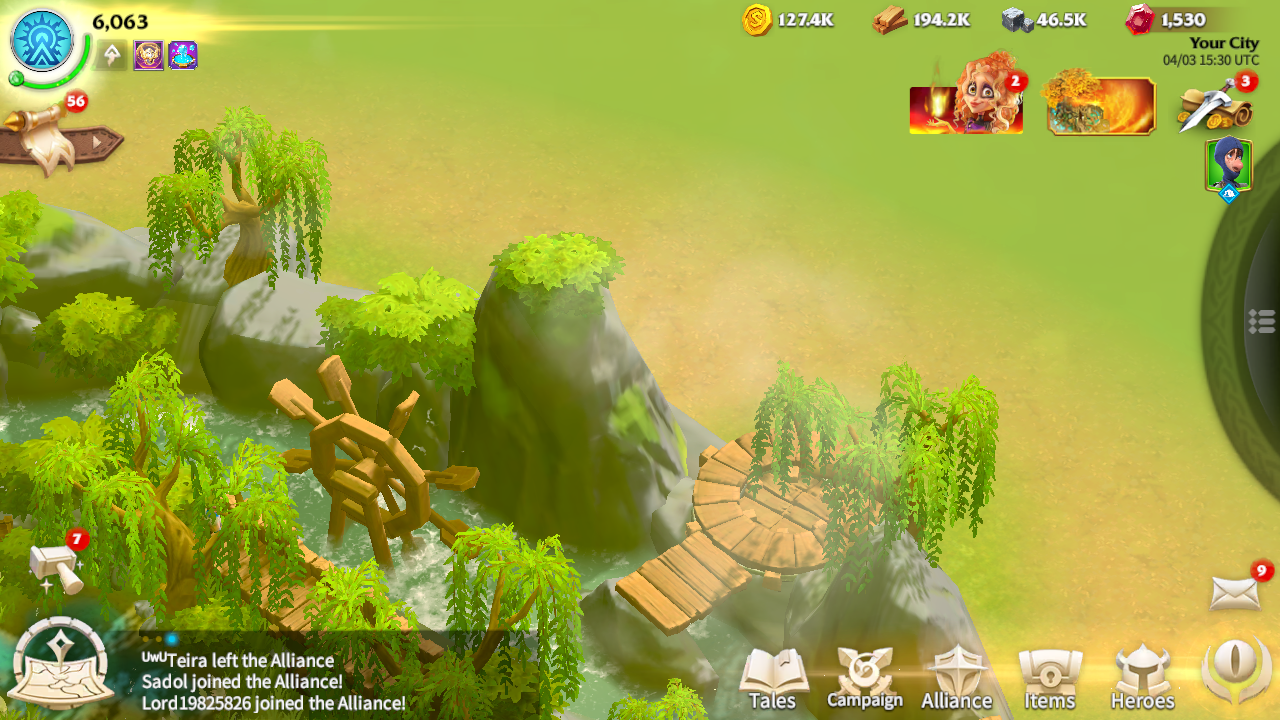 6,063
127.4K
194.2K
46.5K
1,530
Your City
04/03 15:30 UTC
2
3
56
7
9
UwUTeira left the Alliance
Sadol joined the Alliance!
Lord19825826 joined the Alliance!
Tales
Campaign
Alliance
Items
Heroes